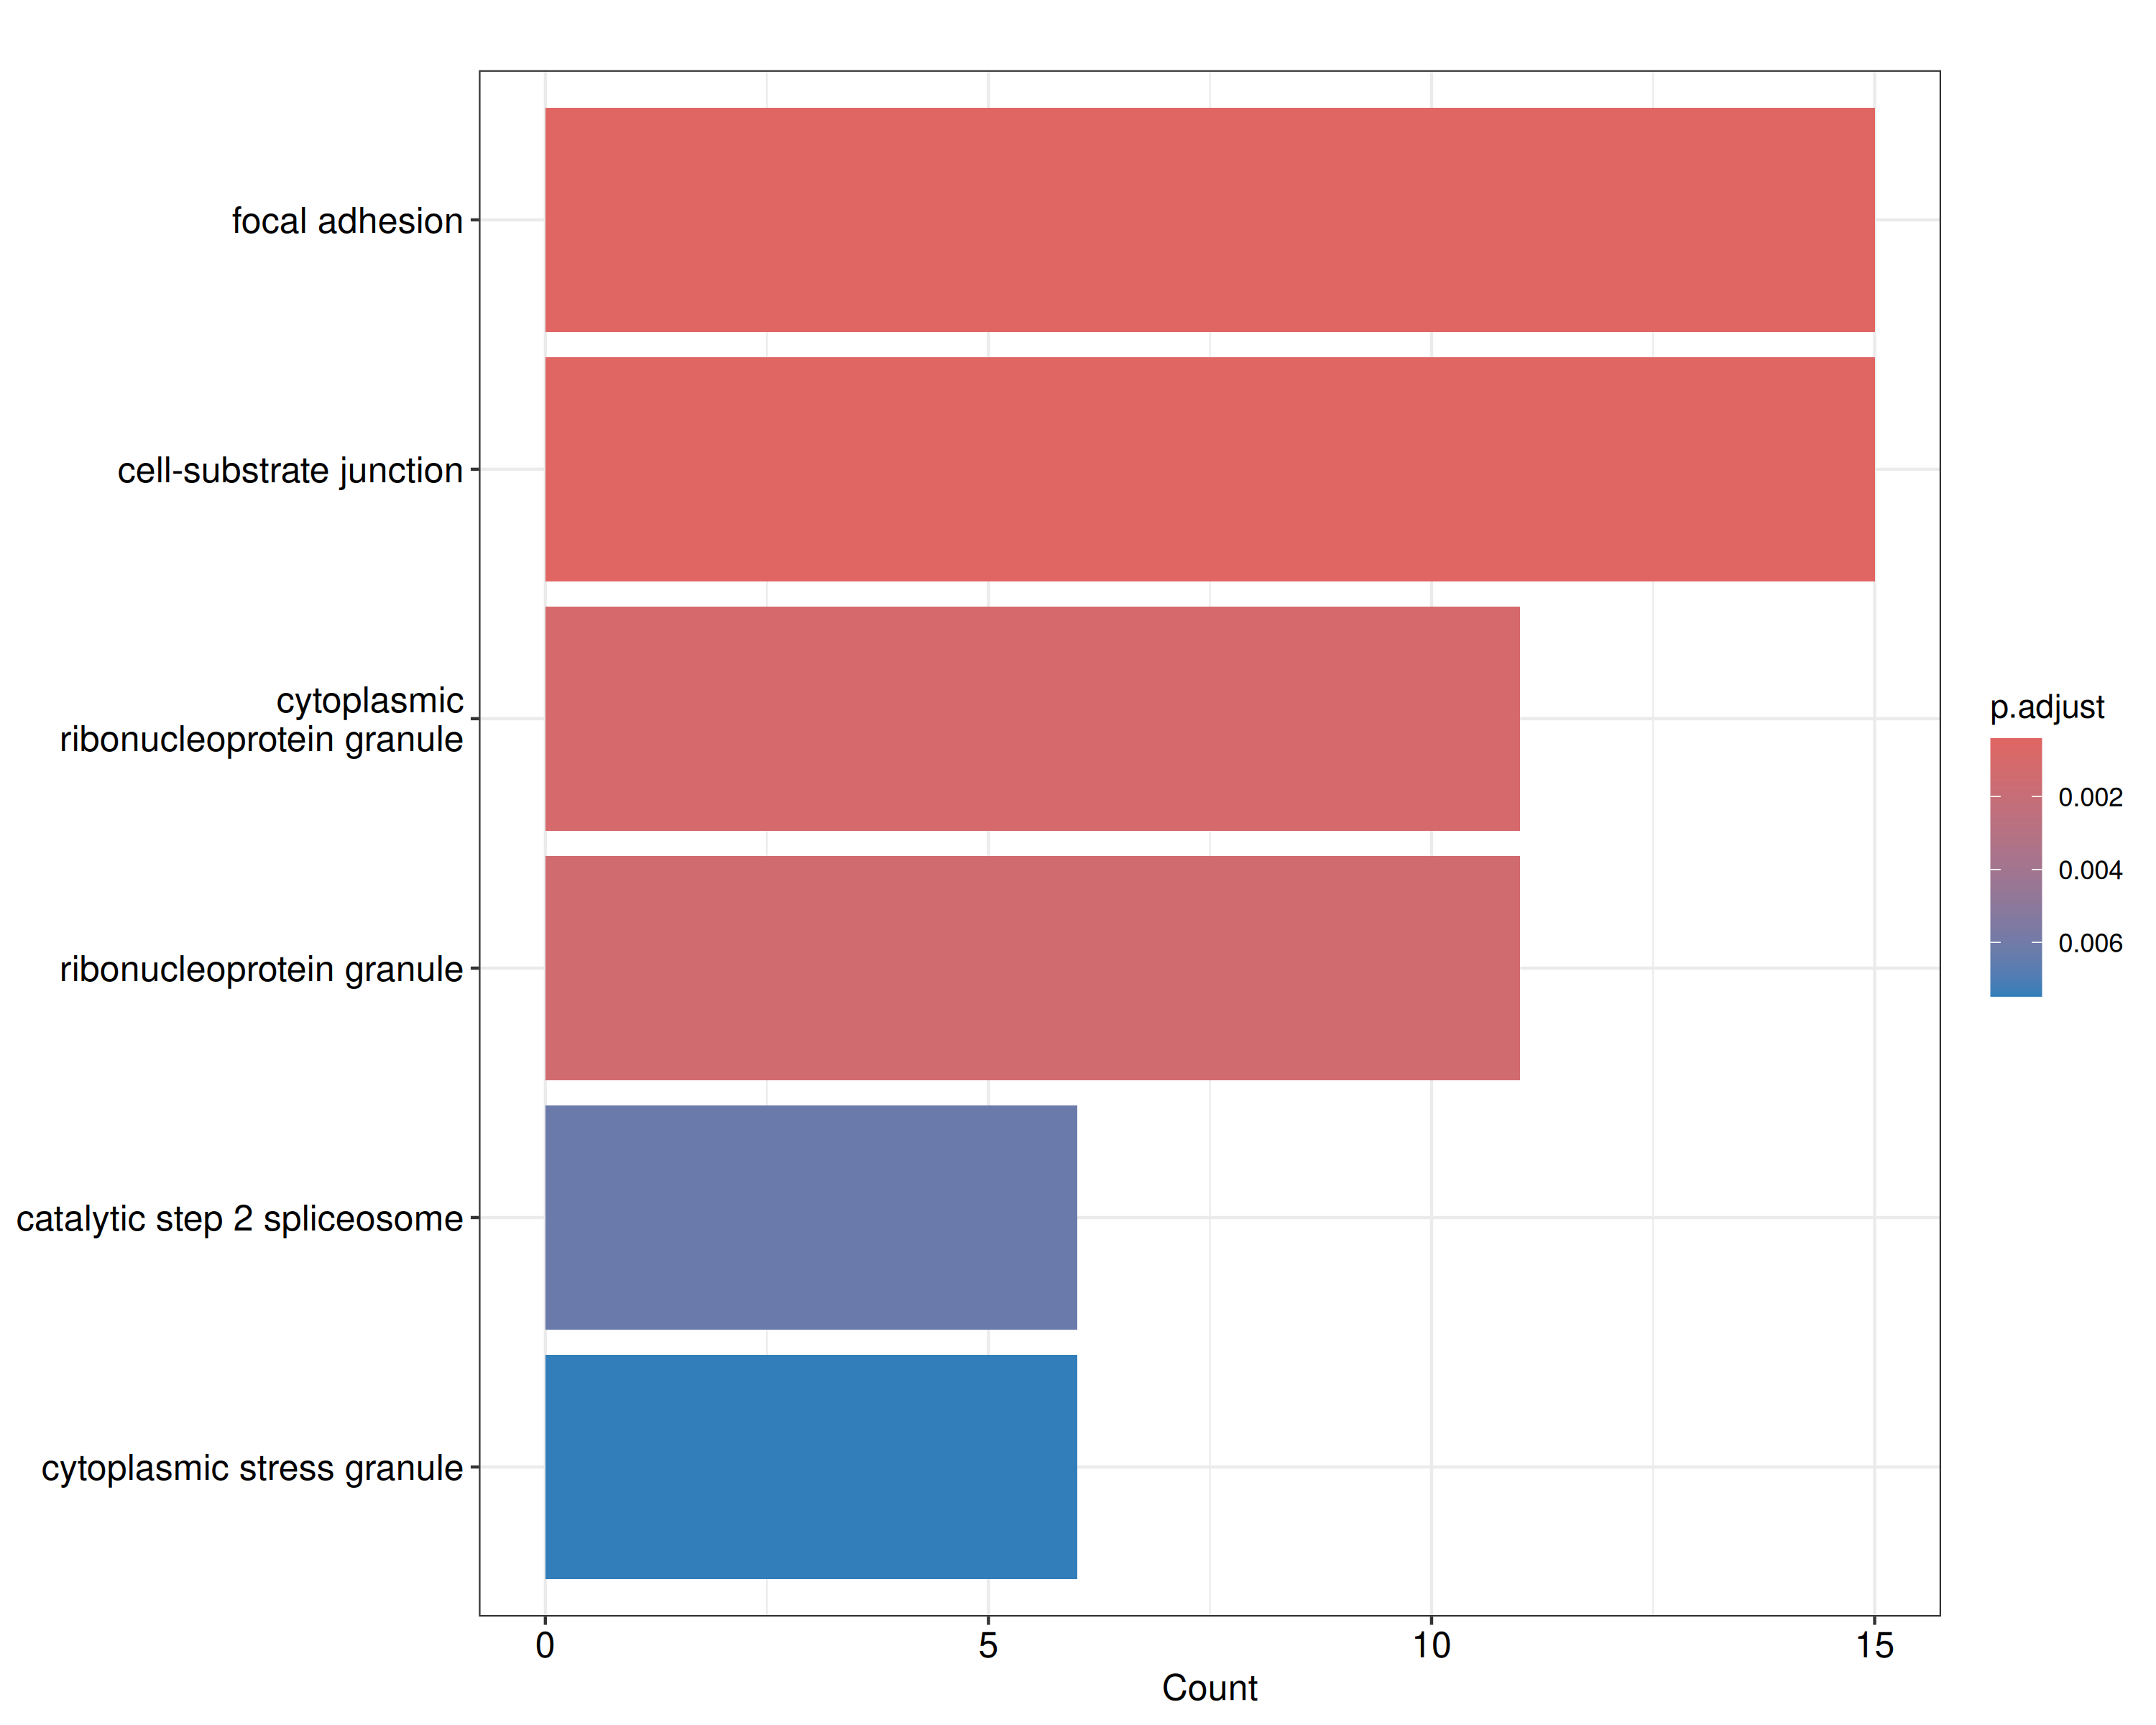 focal adhesion
cell-substrate junction
cytoplasmic
ribonucleoprotein granule
ribonucleoprotein granule
catalytic step 2 spliceosome
cytoplasmic stress granule
0 5 10 15
Count
p.adjust
0.002
0.004
0.006